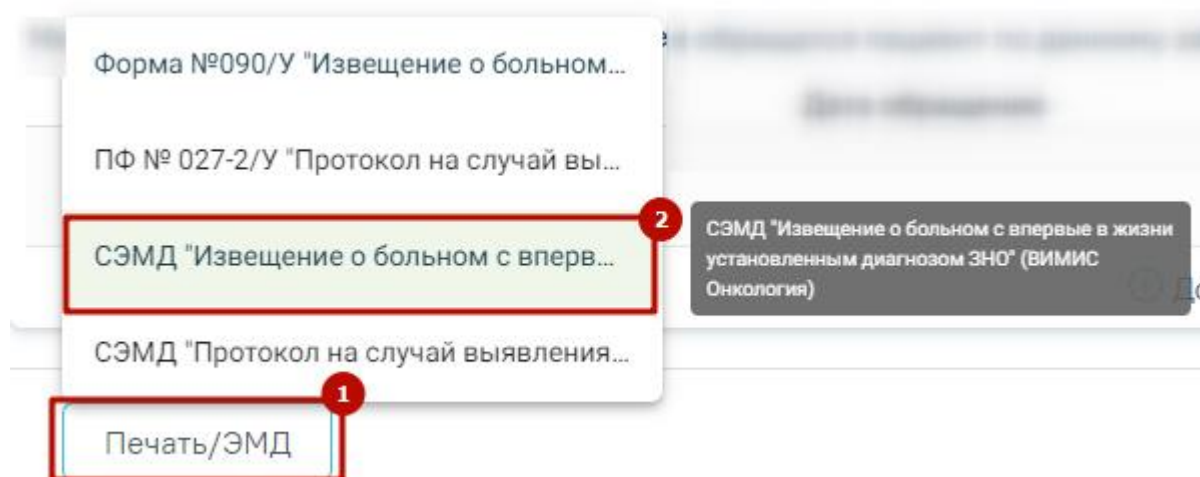 Форма №090/У "Извещение о больном...
ПФ № 027-2/У "Протокол на случай вы...
2
СЭМД "Извещение о больном с вперв...
СЭМД "Извещение о больном с впервые в жизни
установленным диагнозом ЗНО" (ВИМИС
Онкология)
СЭМД "Протокол на случай выявления...
1
Печать/ЭМД